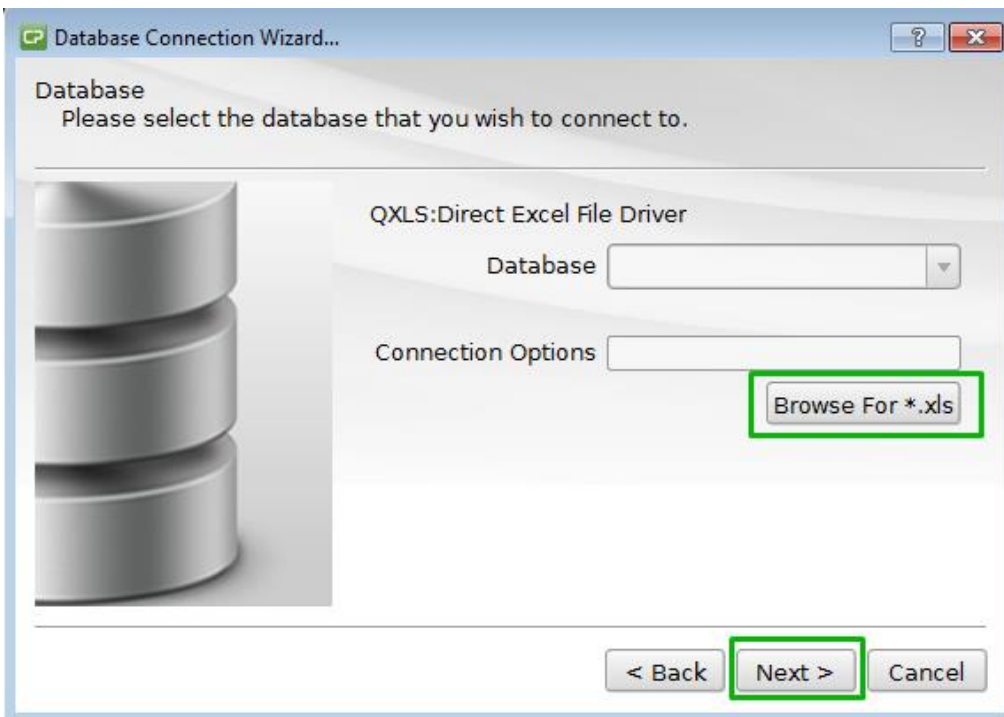 CP Database Connection Wizard...
?
Database
Please select the database that you wish to connect to.
QXLS:Direct Excel File Driver
Database
Connection Options
Browse For *.xls
< Back Next > Cancel